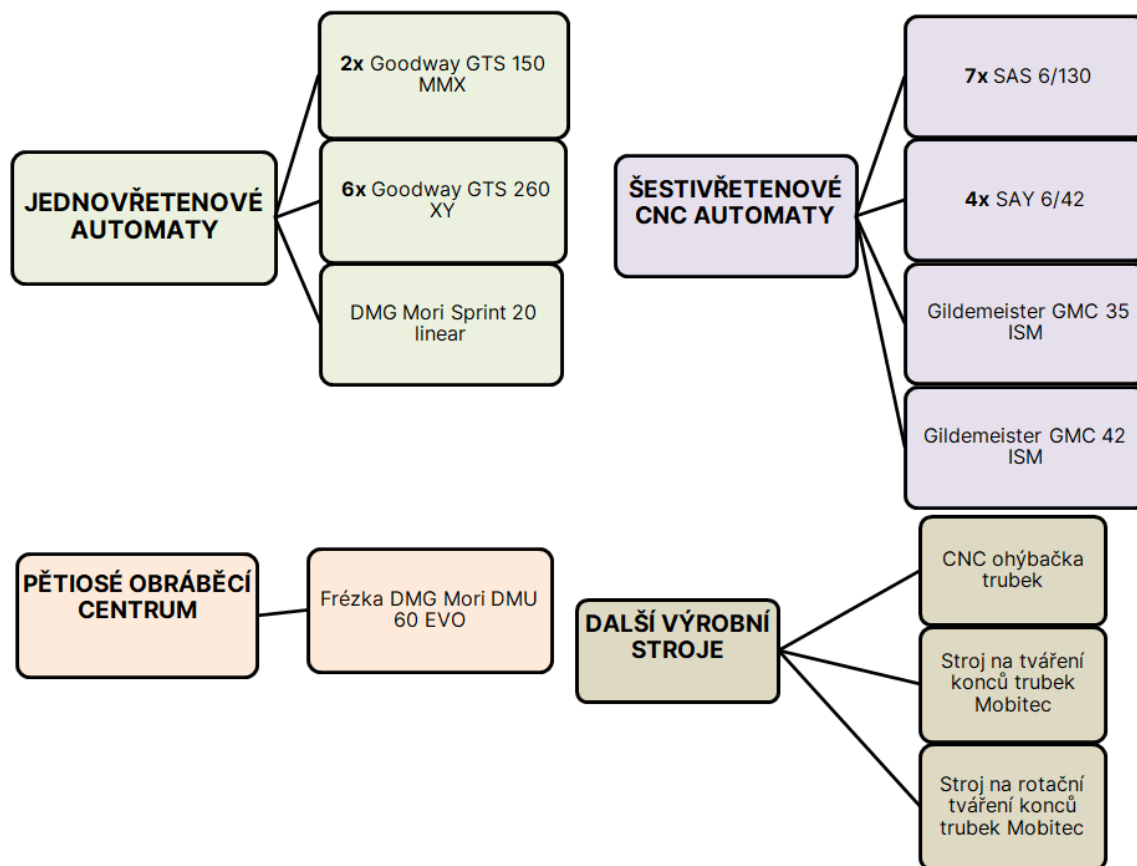 JEDNOVŘETENOVÉ
AUTOMATY
2x Goodway GTS 150
MMX
6x Goodway GTS 260
XY
DMG Mori Sprint 20
linear
ŠESTIVŘETENOVÉ
CNC AUTOMATY
7x SAS 6/130
4x SAY 6/42
Gildemeister GMC 35
ISM
Gildemeister GMC 42
ISM
PĚTIOSÉ OBRÁBĚCÍ
CENTRUM
Frézka DMG Mori DMU
60 EVO
DALŠÍ VÝROBNÍ
STROJE
CNC ohýbačka
trubek
Stroj na tváření
konců trubek
Mobitec
Stroj na rotační
tváření konců
trubek Mobitec